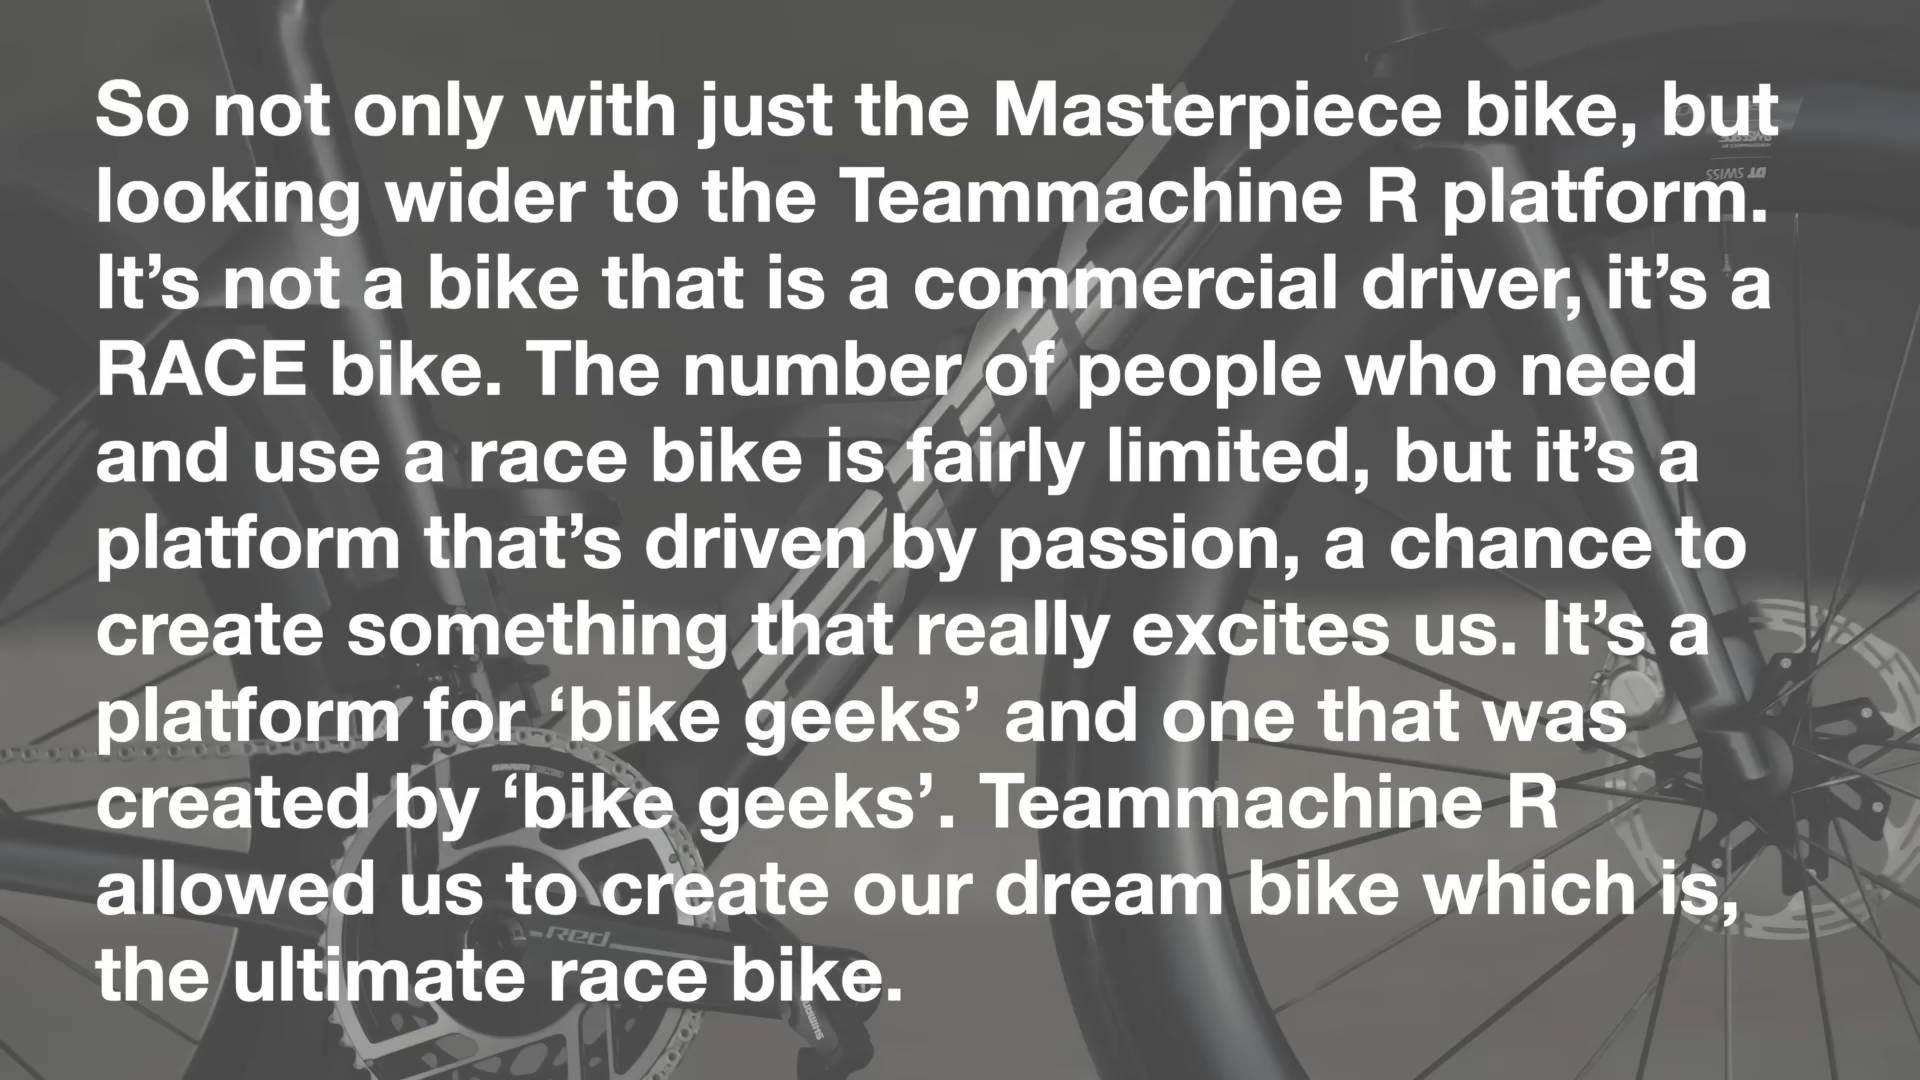 So not only with just the Masterpiece bike, but
looking wider to the Teammachine R platform.
It’s not a bike that is a commercial driver, it’s a
RACE bike. The number of people who need
and use a race bike is fairly limited, but it’s a
platform that’s driven by passion, a chance to
create something that really excites us. It’s a
platform for ‘bike geeks’ and one that was
created by ‘bike geeks’. Teammachine R
allowed us to create our dream bike which is,
the ultimate race bike.
DT SWISS
RED
SHIMANO